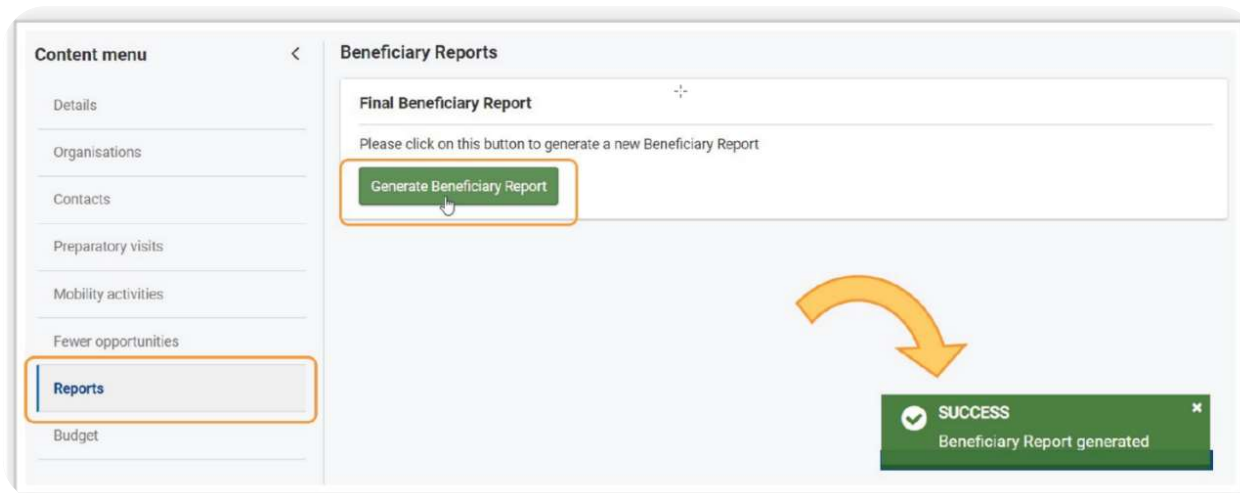 Content menu
Details
Organisations
Contacts
Preparatory visits
Mobility activities
Fewer opportunities
Reports
Budget
Beneficiary Reports
Final Beneficiary Report
Please click on this button to generate a new Beneficiary Report
Generate Beneficiary Report
SUCCESS
Beneficiary Report generated